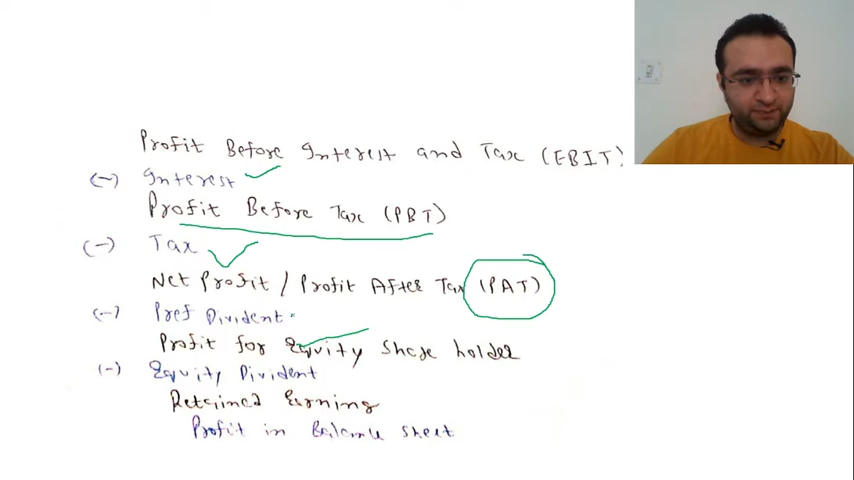 Profit Before Interest and Tax (EBIT)
(-) Interest
Profit Before Tax (PBT)
(-) Tax
Net Profit / Profit After Tax (PAT)
(-) Pref Divident
Profit for Equity Share holder
(-) Equity Divident
Retained Earning
Profit in Balance Sheet